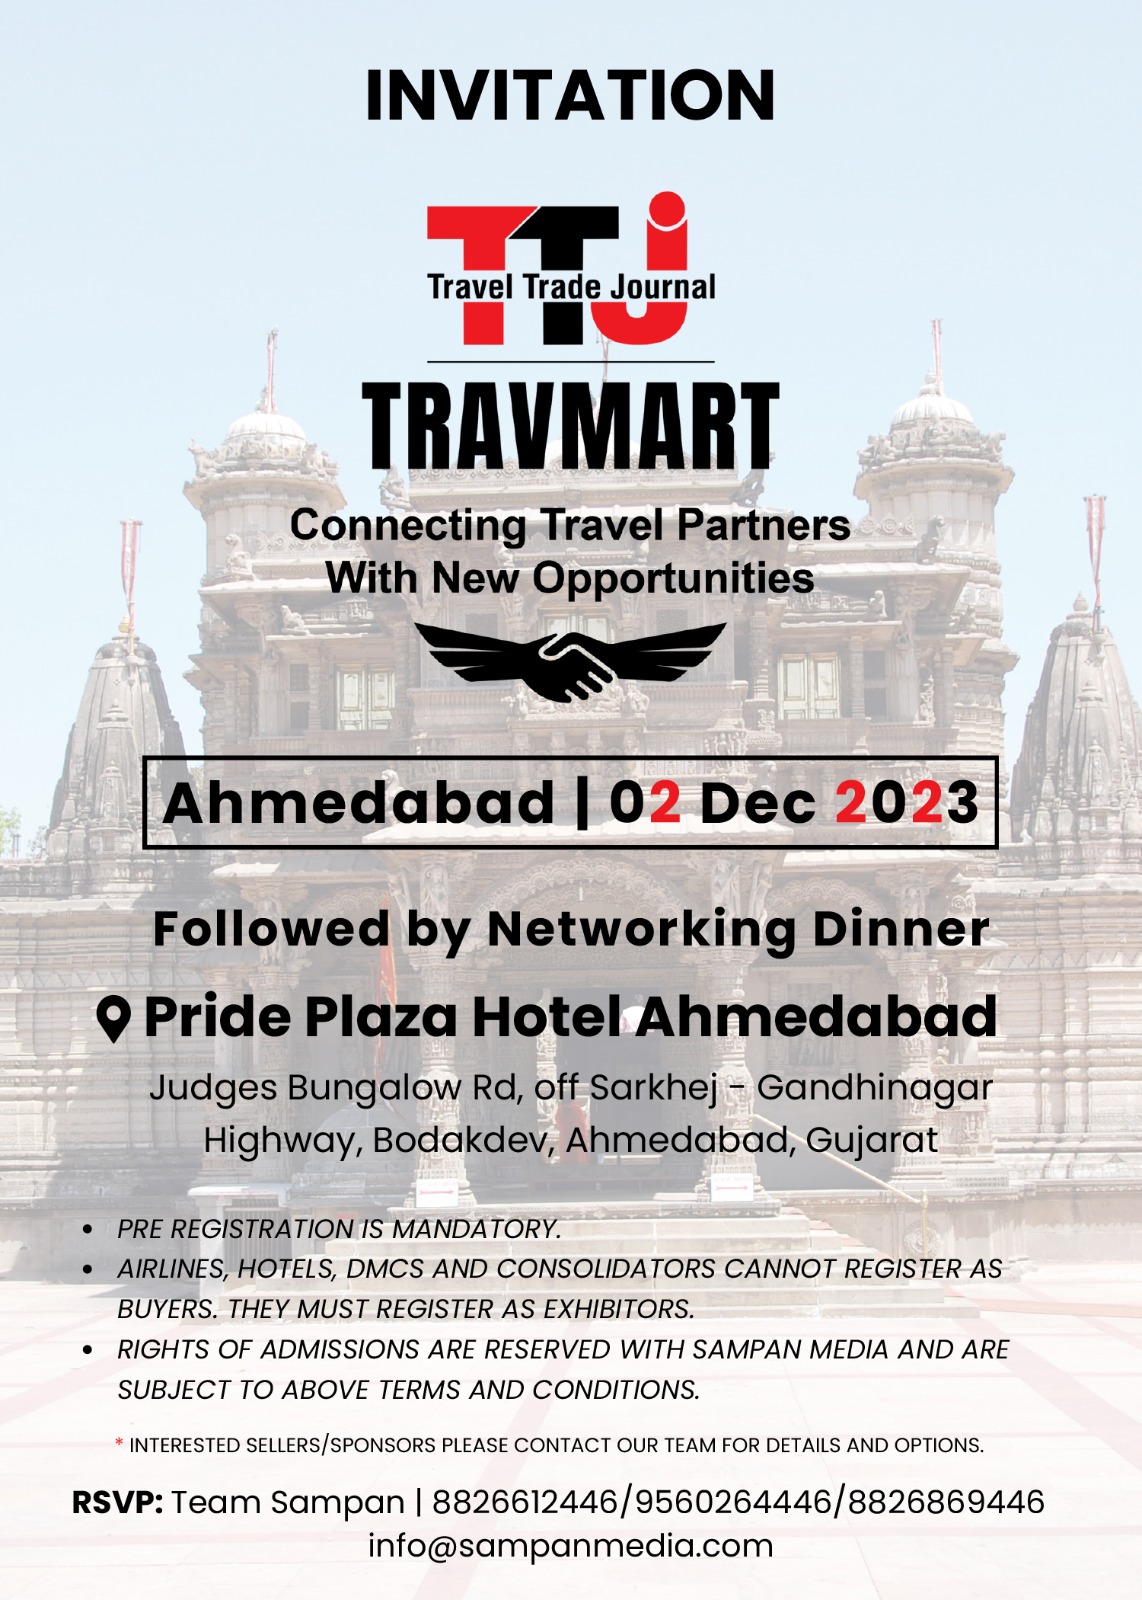 INVITATION
TTJ
Travel Trade Journal
TRAVMART
Connecting Travel Partners
With New Opportunities
Ahmedabad | 02 Dec 2023
Followed by Networking Dinner
Pride Plaza Hotel Ahmedabad
Judges Bungalow Rd, off Sarkhej - Gandhinagar
Highway, Bodakdev, Ahmedabad, Gujarat
• PRE REGISTRATION IS MANDATORY.
• AIRLINES, HOTELS, DMCS AND CONSOLIDATORS CANNOT REGISTER AS
BUYERS. THEY MUST REGISTER AS EXHIBITORS.
• RIGHTS OF ADMISSIONS ARE RESERVED WITH SAMPAN MEDIA AND ARE
SUBJECT TO ABOVE TERMS AND CONDITIONS.
* INTERESTED SELLERS/SPONSORS PLEASE CONTACT OUR TEAM FOR DETAILS AND OPTIONS.
RSVP: Team Sampan | 8826612446/9560264446/8826869446
info@sampanmedia.com